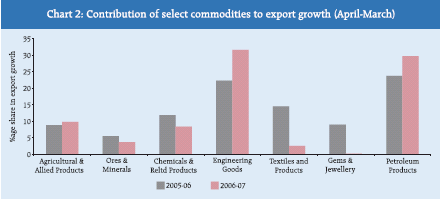 Chart 2: Contribution of select commodities to export growth (April-March)
%age share in export growth
35
30
25
20
15
10
5
0
Agricultural &
Allied Products
Ores &
Minerals
Chemicals &
Reltd Products
Engineering
Goods
Textiles and
Products
Gems &
Jewellery
Petroleum
Products
2005-06
2006-07